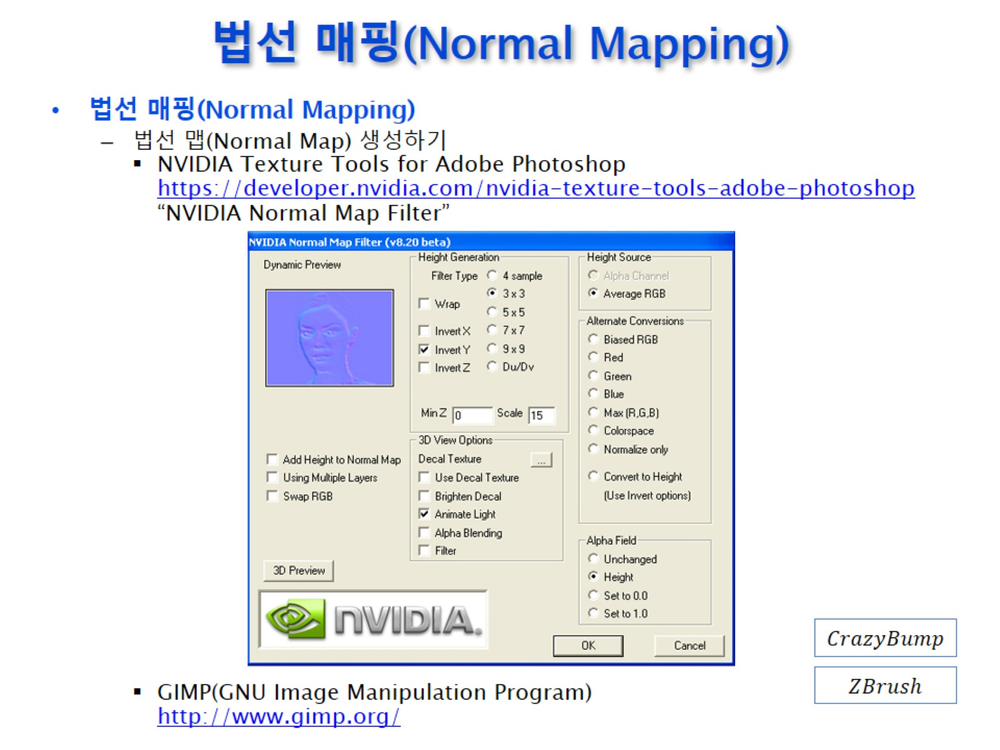 법선 매핑(Normal Mapping)
• 법선 매핑(Normal Mapping)
– 법선 맵(Normal Map) 생성하기
▪ NVIDIA Texture Tools for Adobe Photoshop
https://developer.nvidia.com/nvidia-texture-tools-adobe-photoshop
“NVIDIA Normal Map Filter”
NVIDIA Normal Map Filter (v8.20 beta)
Dynamic Preview
Height Generation
Filter Type
4 sample
3 x 3
Wrap
5 x 5
Invert X
7 x 7
Invert Y
9 x 9
Invert Z
Du/Dv
Min Z 0 Scale 15
Height Source
Alpha Channel
Average RGB
Alternate Conversions
Biased RGB
Red
Green
Blue
Max (R,G,B)
Colorspace
Normalize only
Convert to Height
(Use Invert options)
Add Height to Normal Map
Using Multiple Layers
Swap RGB
3D View Options
Decal Texture ...
Use Decal Texture
Brighten Decal
Animate Light
Alpha Blending
Filter
Alpha Field
Unchanged
Height
Set to 0.0
Set to 1.0
3D Preview
NVIDIA.®
OK
Cancel
CrazyBump
ZBrush
▪ GIMP(GNU Image Manipulation Program)
http://www.gimp.org/